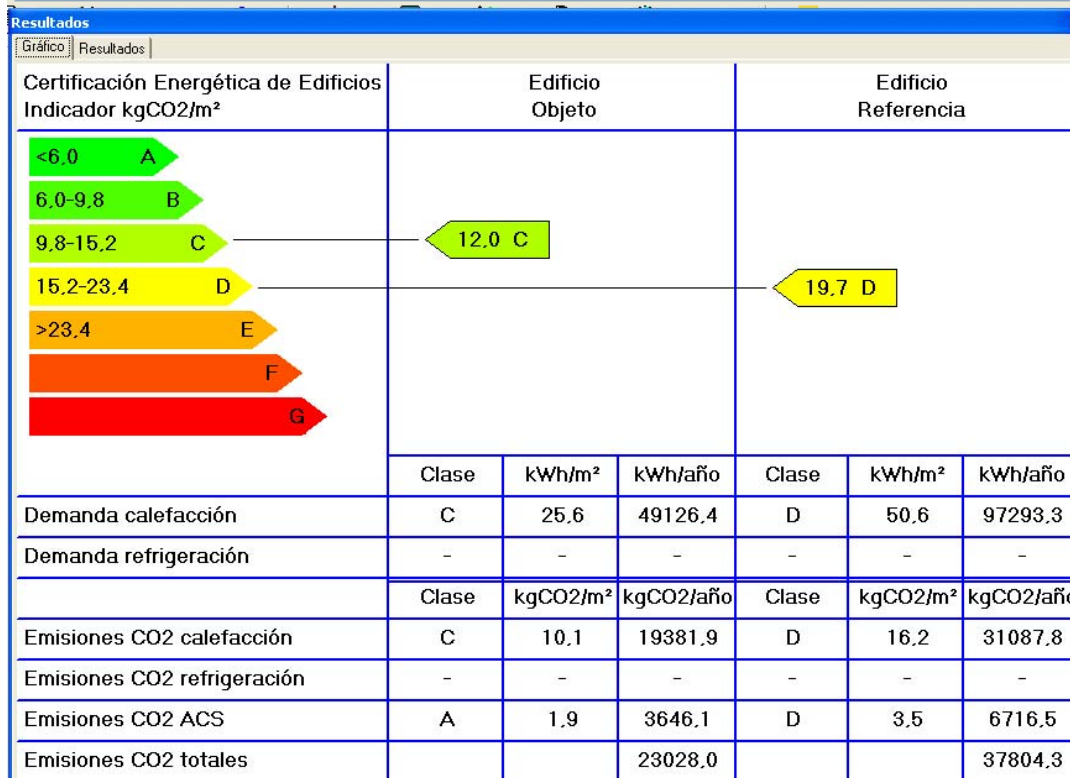 Resultados
Gráfico Resultados
Certificación Energética de Edificios
Indicador kgCO2/m²
Edificio
Objeto
Edificio
Referencia
<6,0 A
6,0-9,8 B
9,8-15,2 C
12,0 C
15,2-23,4 D
19,7 D
>23,4 E
F
G
Clase kWh/m² kWh/año Clase kWh/m² kWh/año
Demanda calefacción C 25,6 49126,4 D 50,6 97293,3
Demanda refrigeración - - - - - -
Clase kgCO2/m² kgCO2/año Clase kgCO2/m² kgCO2/año
Emisiones CO2 calefacción C 10,1 19381,9 D 16,2 31087,8
Emisiones CO2 refrigeración - - - - - -
Emisiones CO2 ACS A 1,9 3646,1 D 3,5 6716,5
Emisiones CO2 totales 23028,0 37804,3